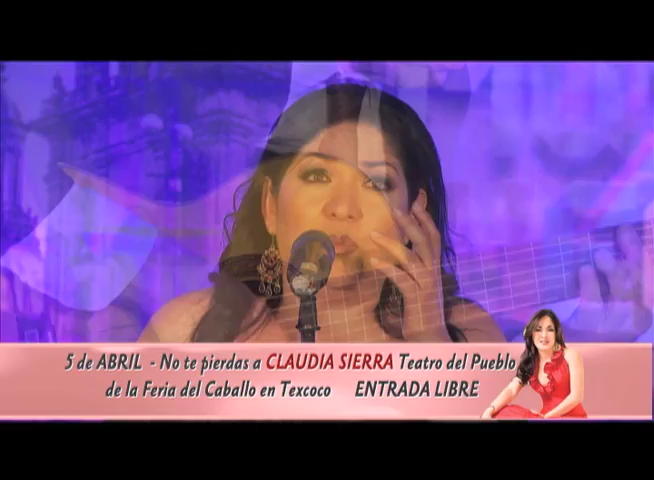 5 de ABRIL - No te pierdas a CLAUDIA SIERRA Teatro del Pueblo
de la Feria del Caballo en Texcoco ENTRADA LIBRE